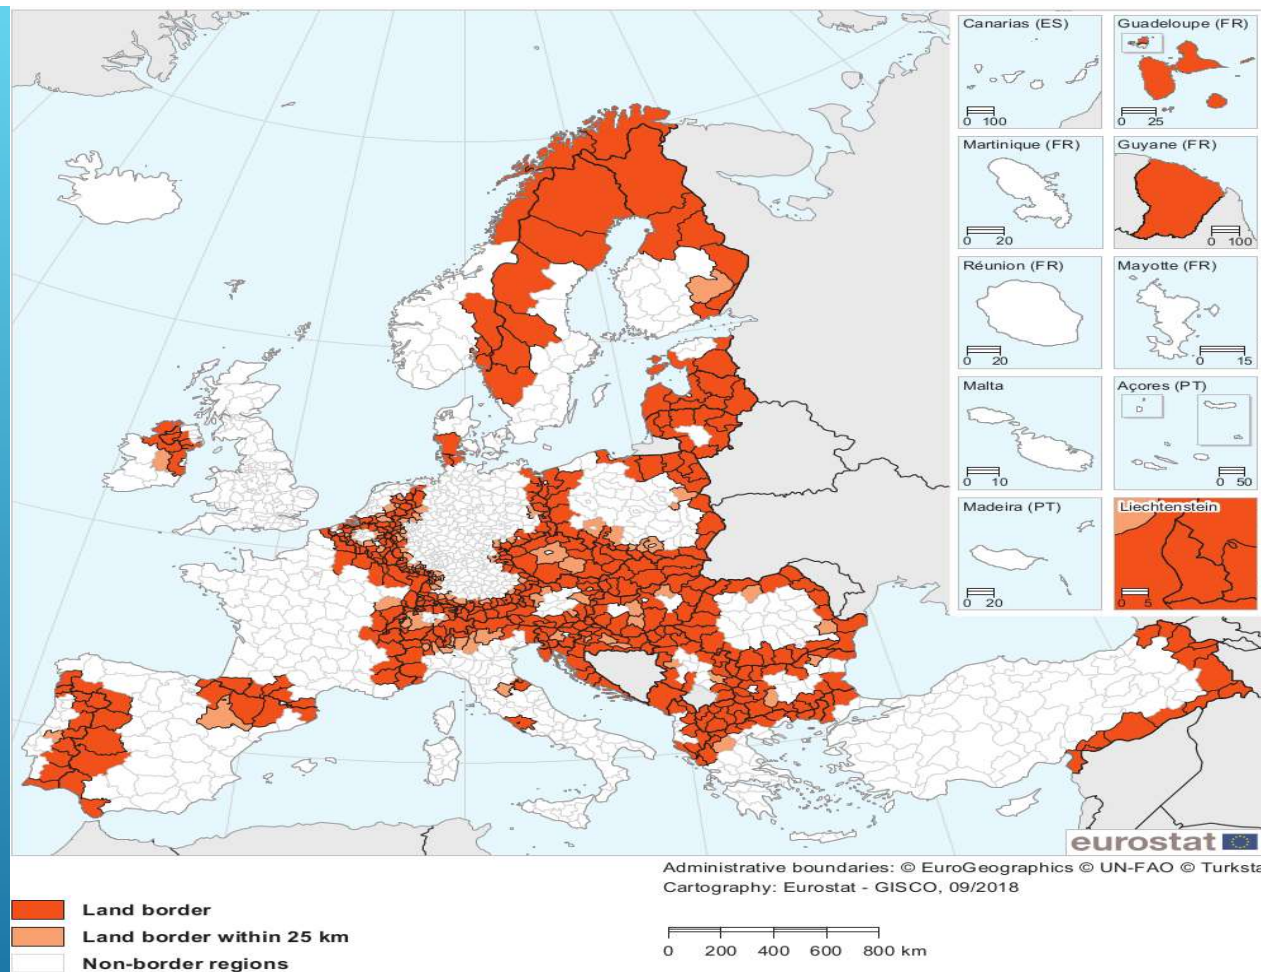 Canarias (ES)
0 100
Guadeloupe (FR)
0 25
Martinique (FR)
0 20
Guyane (FR)
0 100
Réunion (FR)
0 20
Mayotte (FR)
0 15
Malta
0 10
Açores (PT)
0 50
Madeira (PT)
0 20
Liechtenstein
0 5
eurostat
Administrative boundaries: © EuroGeographics © UN-FAO © Turksta
Cartography: Eurostat - GISCO, 09/2018
Land border
Land border within 25 km
Non-border regions
0 200 400 600 800 km